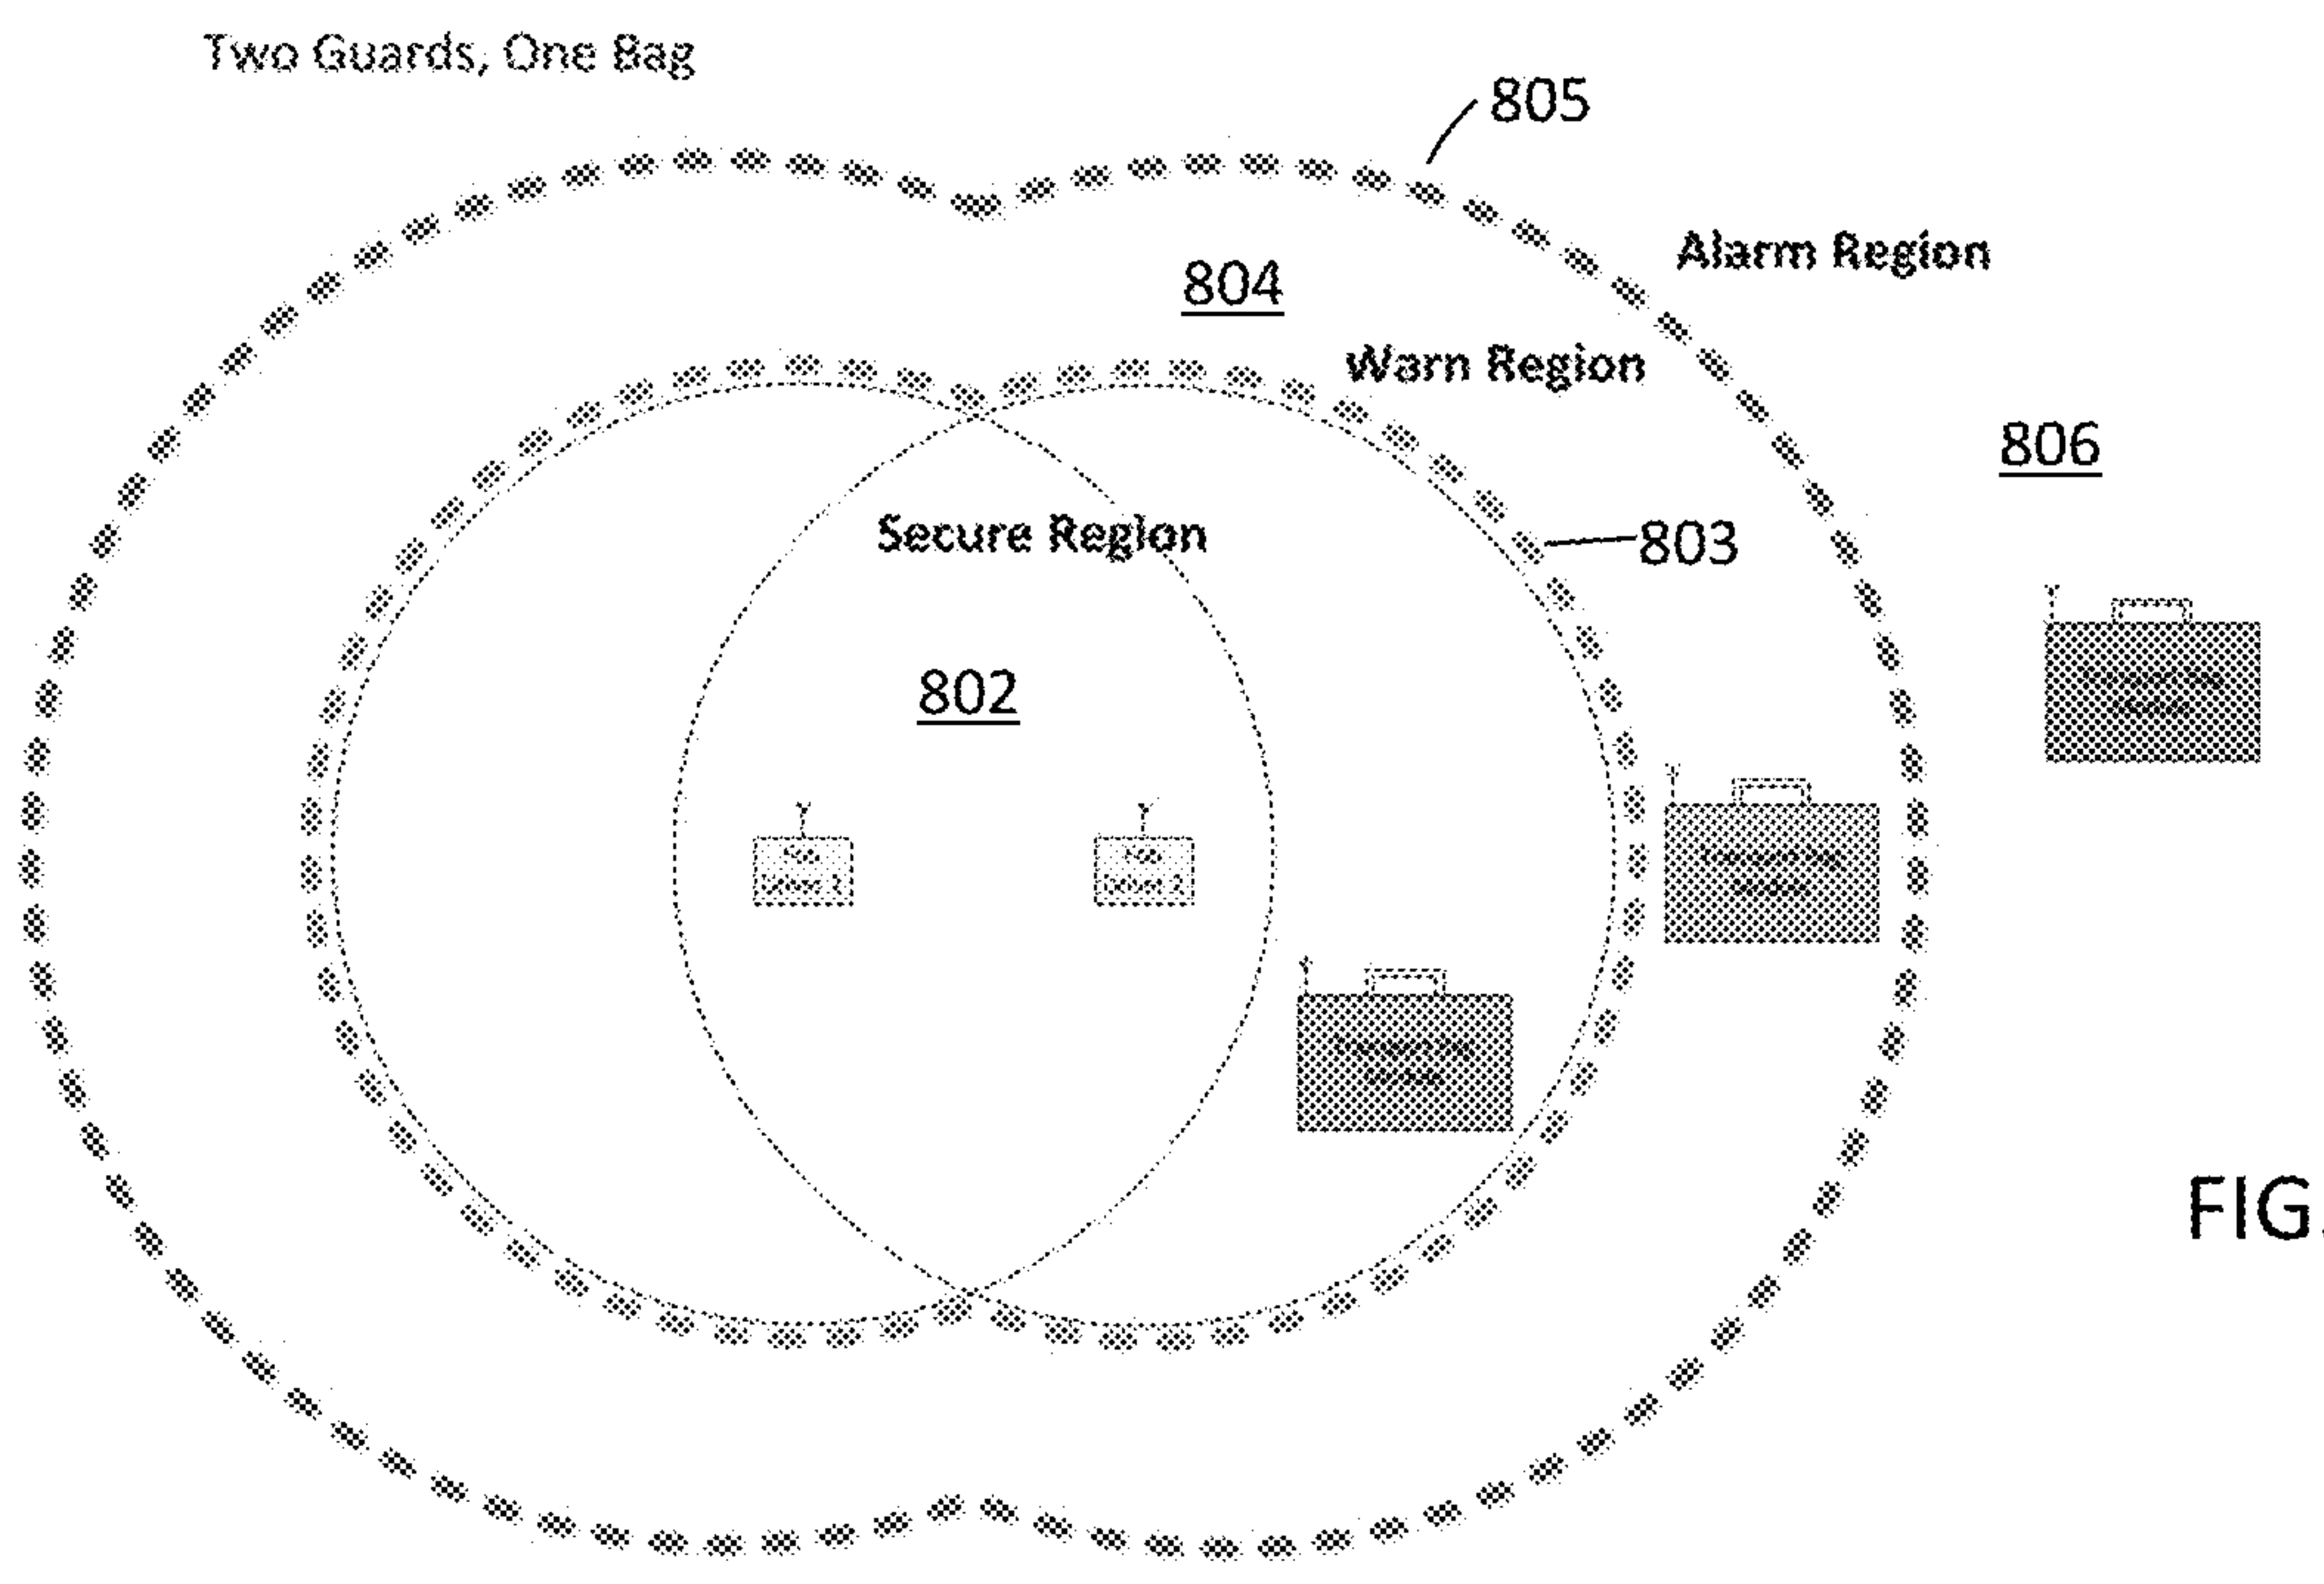 Two Guards, One Bag
805
Alarm Region
804
Warn Region
806
Secure Region
803
802
FIG.